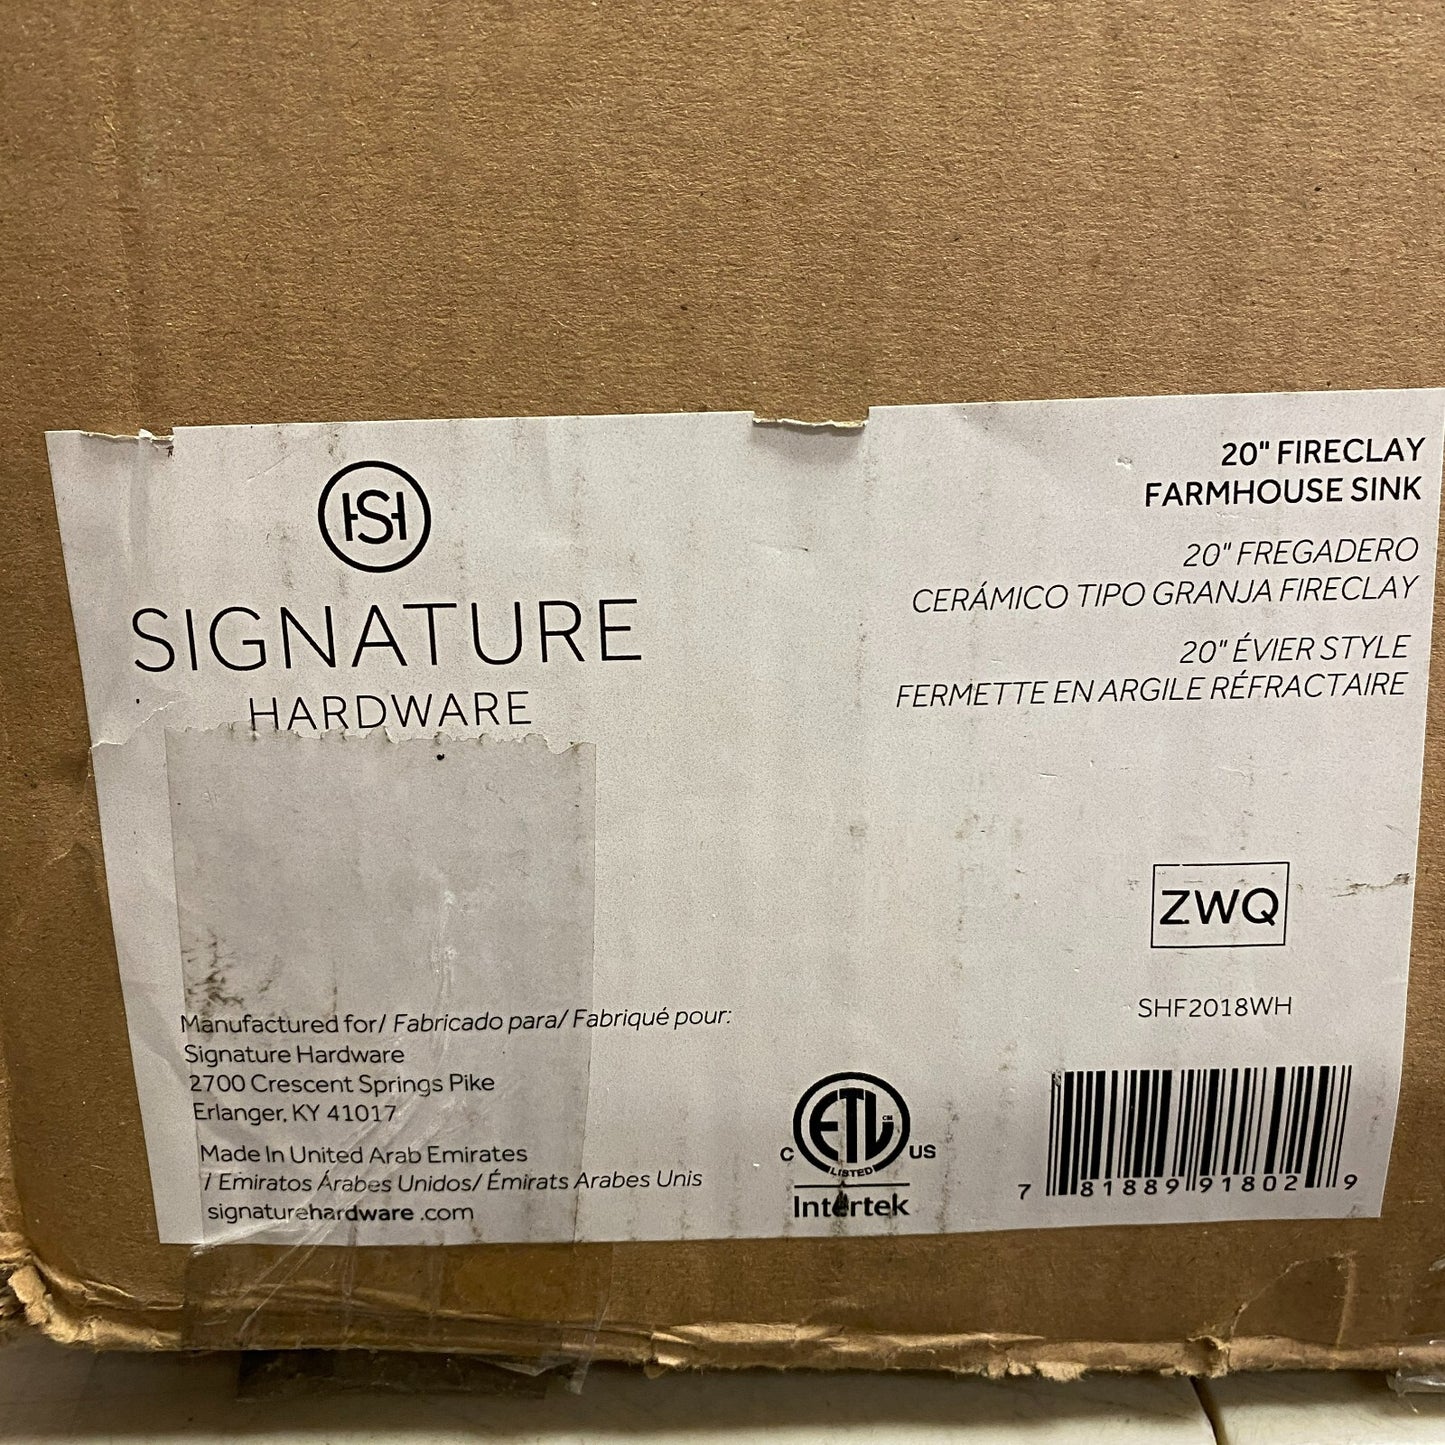 HSH
SIGNATURE
HARDWARE
20" FIRECLAY
FARMHOUSE SINK
20" FREGADERO
CERÁMICO TIPO GRANJA FIRECLAY
20" ÉVIER STYLE
FERMETTE EN ARGILE RÉFRACTAIRE
ZWQ
SHF2018WH
Manufactured for/ Fabricado para/ Fabriqué pour:
Signature Hardware
2700 Crescent Springs Pike
Erlanger, KY 41017
Made In United Arab Emirates
/ Emiratos Árabes Unidos/ Émirats Arabes Unis
signaturehardware .com
ETL CM
C US
LISTED
Intertek
7 81889 91802 9